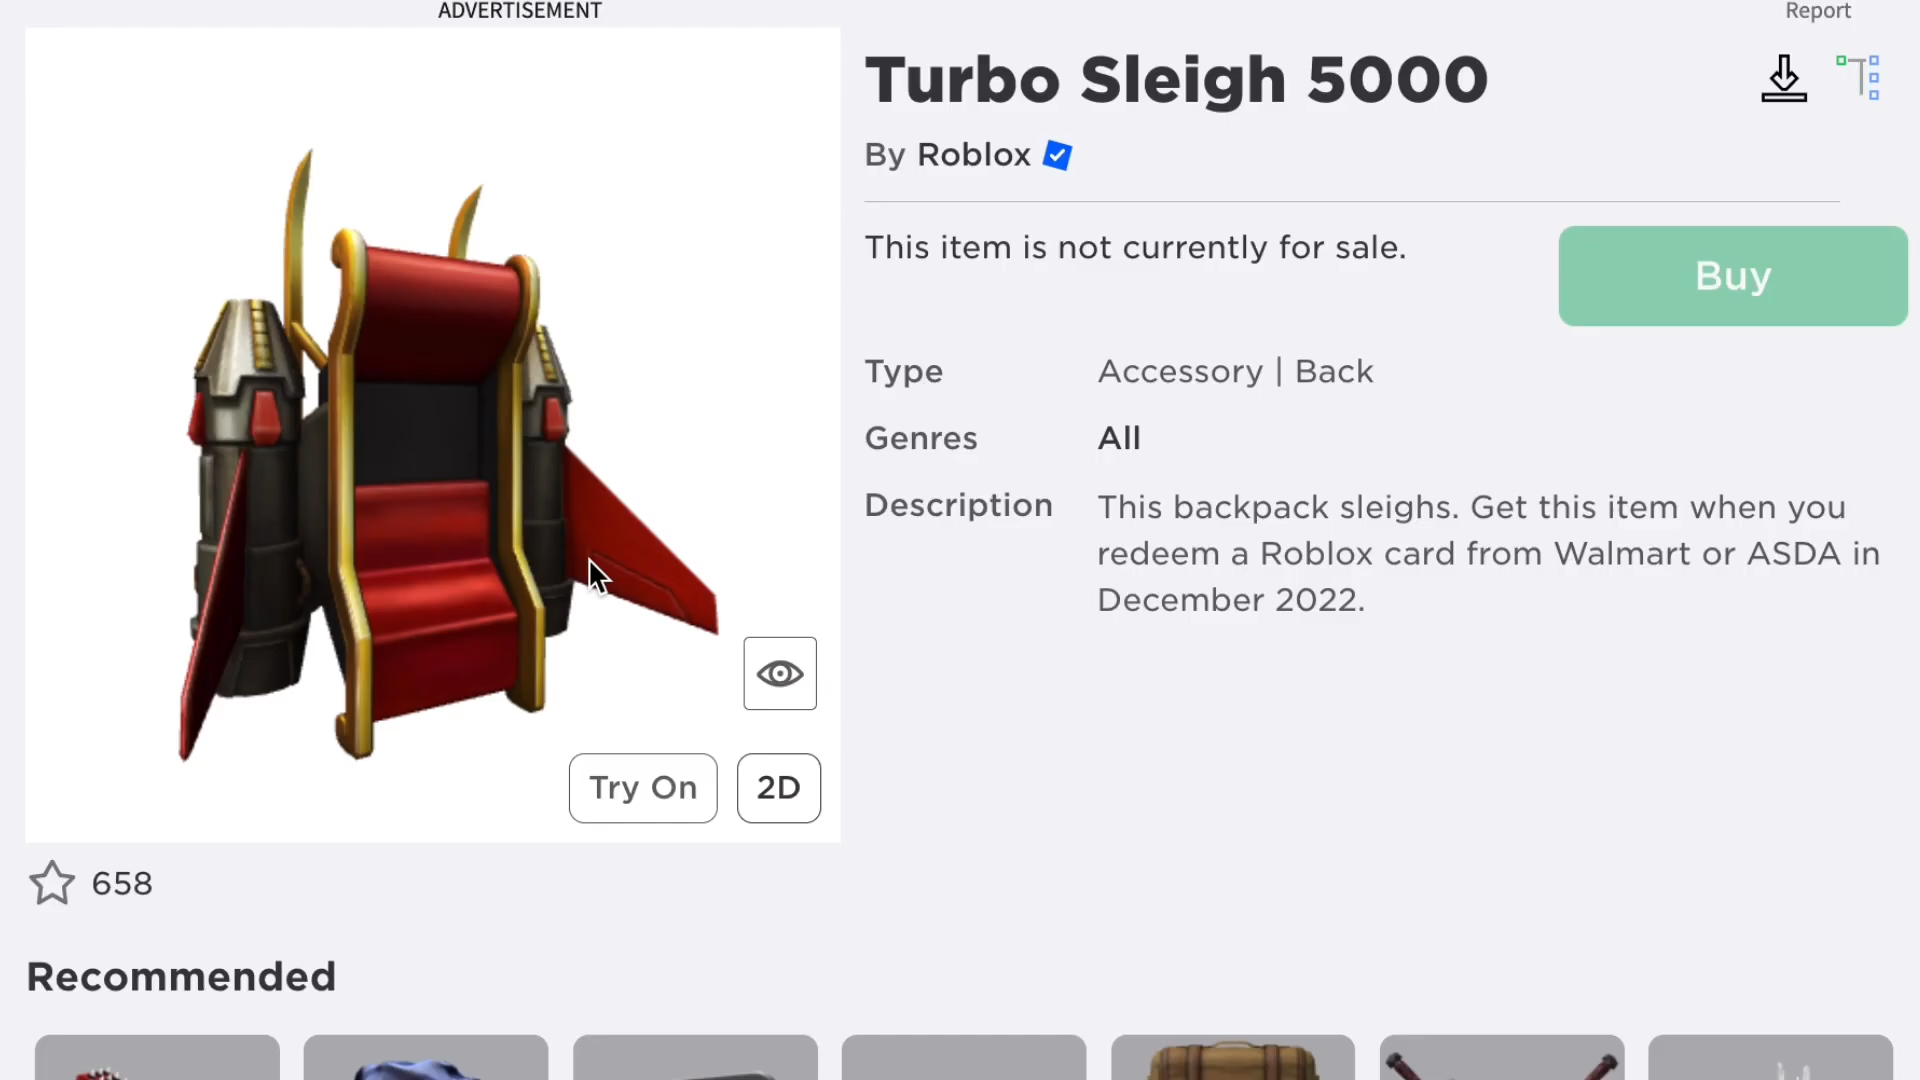 ADVERTISEMENT
Report
Turbo Sleigh 5000
By Roblox
This item is not currently for sale.
Buy
Type
Accessory | Back
Genres
All
Description
This backpack sleighs. Get this item when you
redeem a Roblox card from Walmart or ASDA in
December 2022.
Try On
2D
658
Recommended